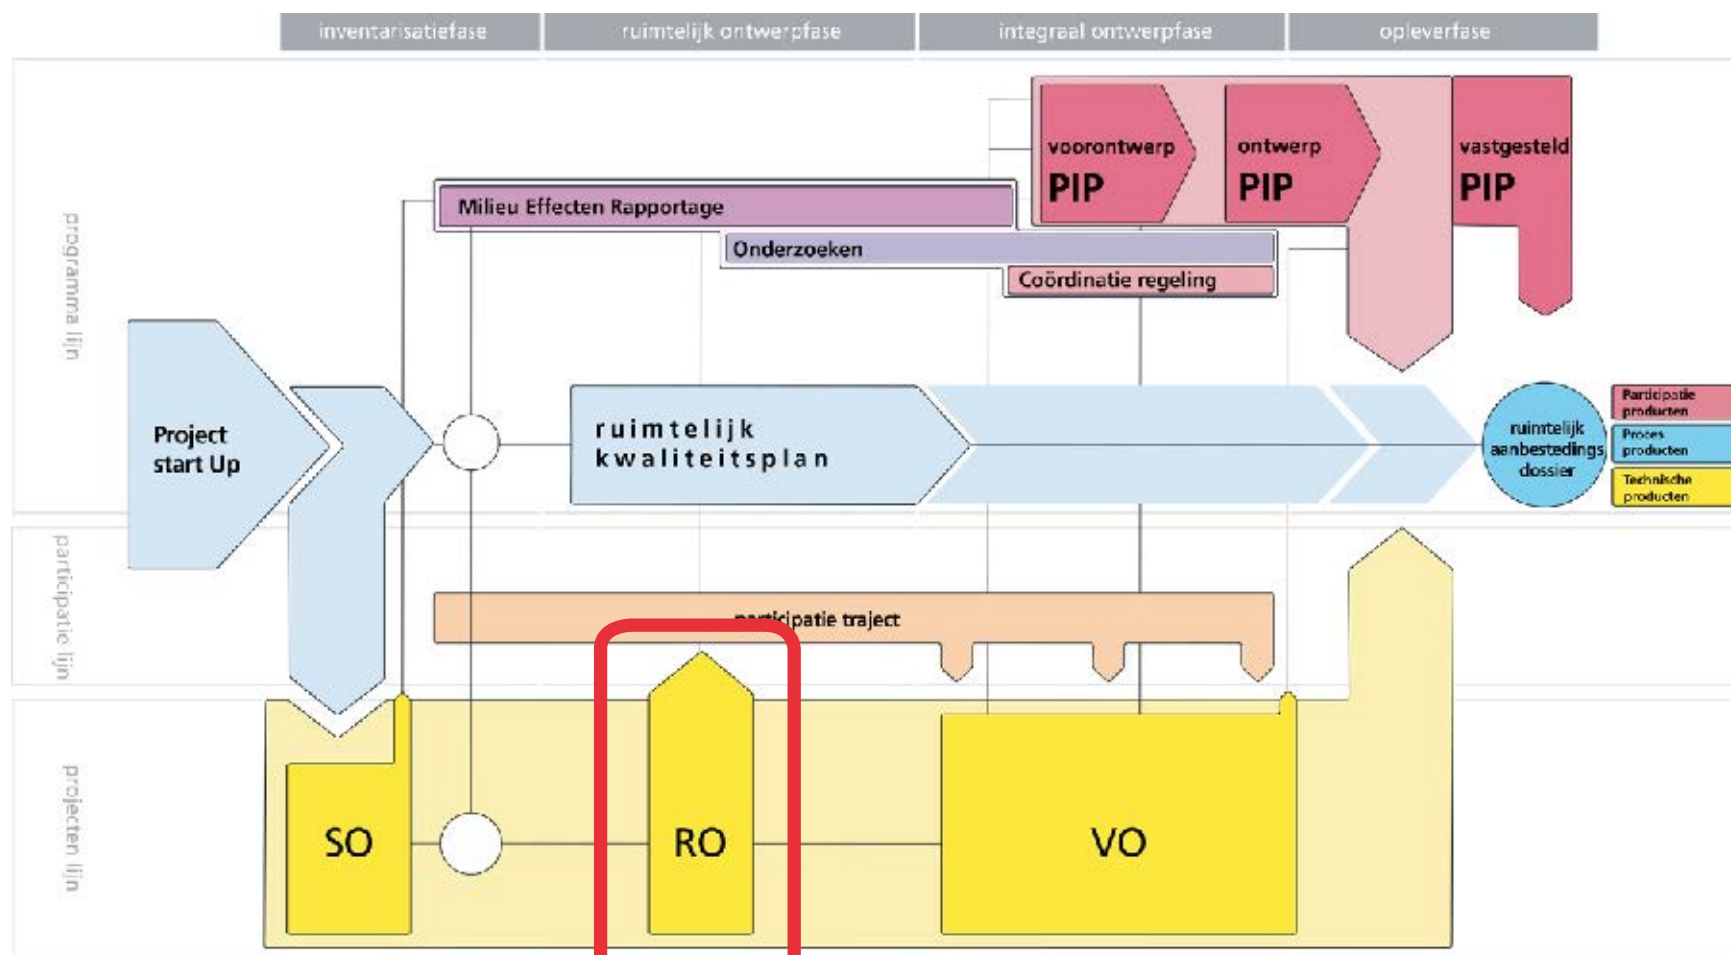 inventarisatiefase
ruimtelijk ontwerpfase
integraal ontwerpfase
opleverfase
programma lijn
voorontwerp
PIP
ontwerp
PIP
vastgesteld
PIP
Milieu Effecten Rapportage
Onderzoeken
Coördinatie regeling
Project
start Up
ruimtelijk
kwaliteitsplan
ruimtelijk
aanbestedings
dossier
Participatie
producten
Proces
producten
Technische
producten
participatie lijn
participatie traject
projecten lijn
SO
RO
VO